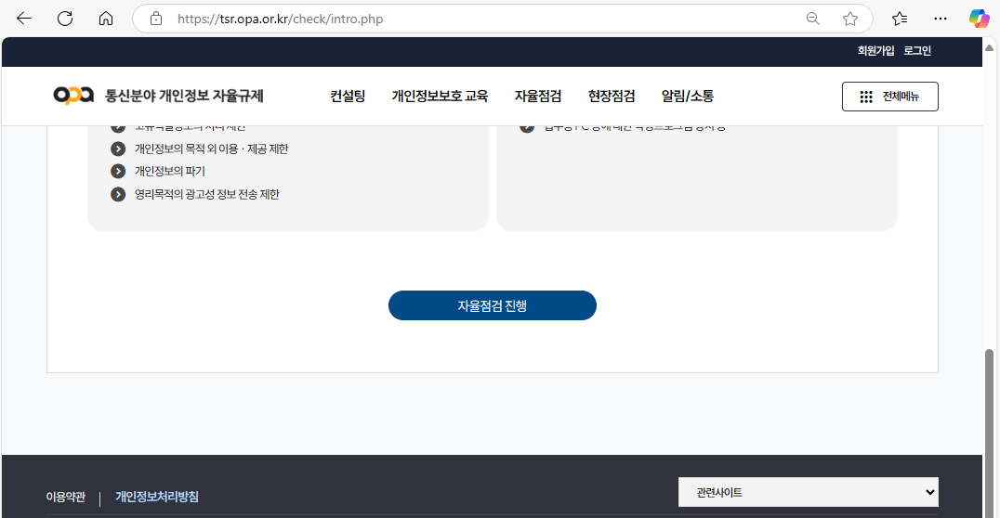 https://tsr.opa.or.kr/check/intro.php
회원가입 로그인
opa 통신분야 개인정보 자율규제 컨설팅 개인정보보호 교육 자율점검 현장점검 알림/소통 전체메뉴
개인정보의 목적 외 이용ㆍ제공 제한
개인정보의 파기
영리목적의 광고성 정보 전송 제한
자율점검 진행
이용약관 | 개인정보처리방침 관련사이트